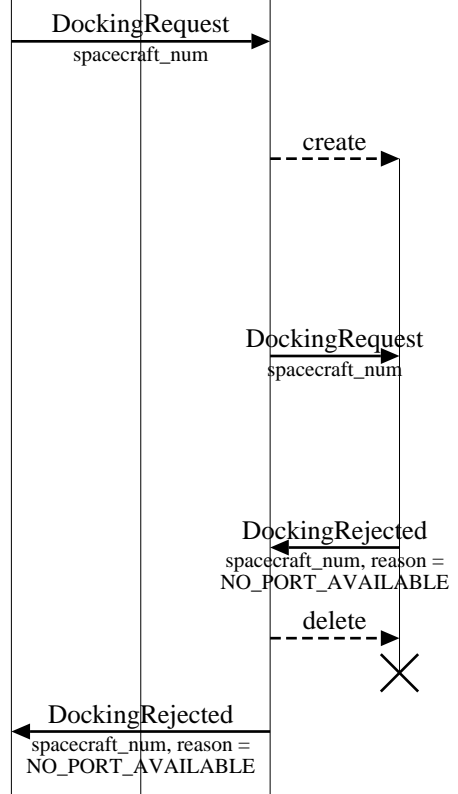 DockingRequest
spacecraft_num
create
DockingRequest
spacecraft_num
DockingRejected
spacecraft_num, reason =
NO_PORT_AVAILABLE
delete
DockingRejected
spacecraft_num, reason =
NO_PORT_AVAILABLE